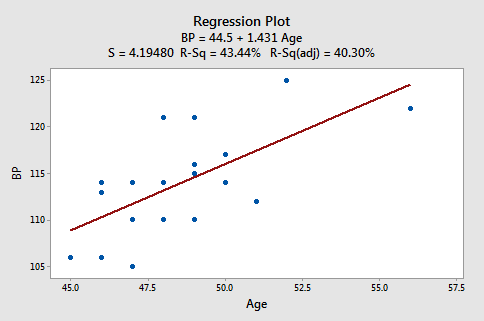 Regression Plot
BP = 44.5 + 1.431 Age
S = 4.19480 R-Sq = 43.44% R-Sq(adj) = 40.30%
125
120
115
110
105
BP
45.0 47.5 50.0 52.5 55.0 57.5
Age